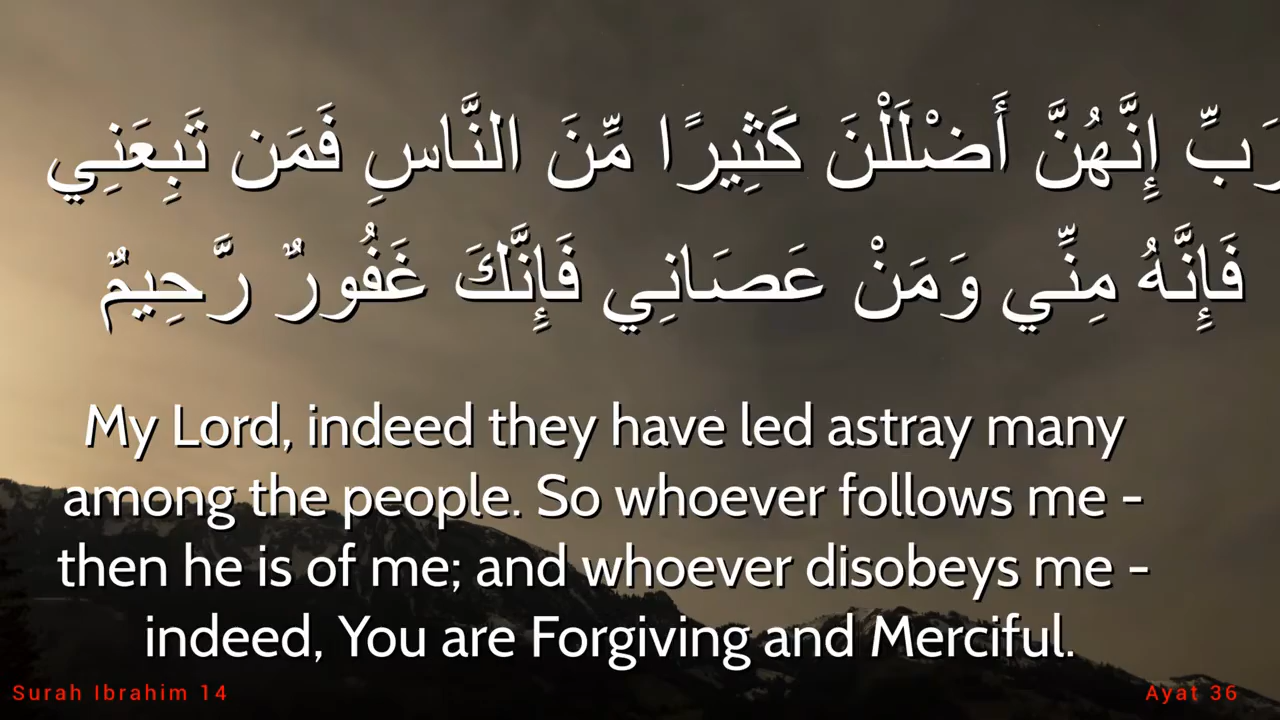 رَبِّ إِنَّهُنَّ أَضْلَلْنَ كَثِيرًا مِّنَ النَّاسِ فَمَن تَبِعَنِي
فَإِنَّهُ مِنِّي وَمَنْ عَصَانِي فَإِنَّكَ غَفُورٌ رَّحِيمٌ
My Lord, indeed they have led astray many
among the people. So whoever follows me -
then he is of me; and whoever disobeys me -
indeed, You are Forgiving and Merciful.
Surah Ibrahim 14
Ayat 36